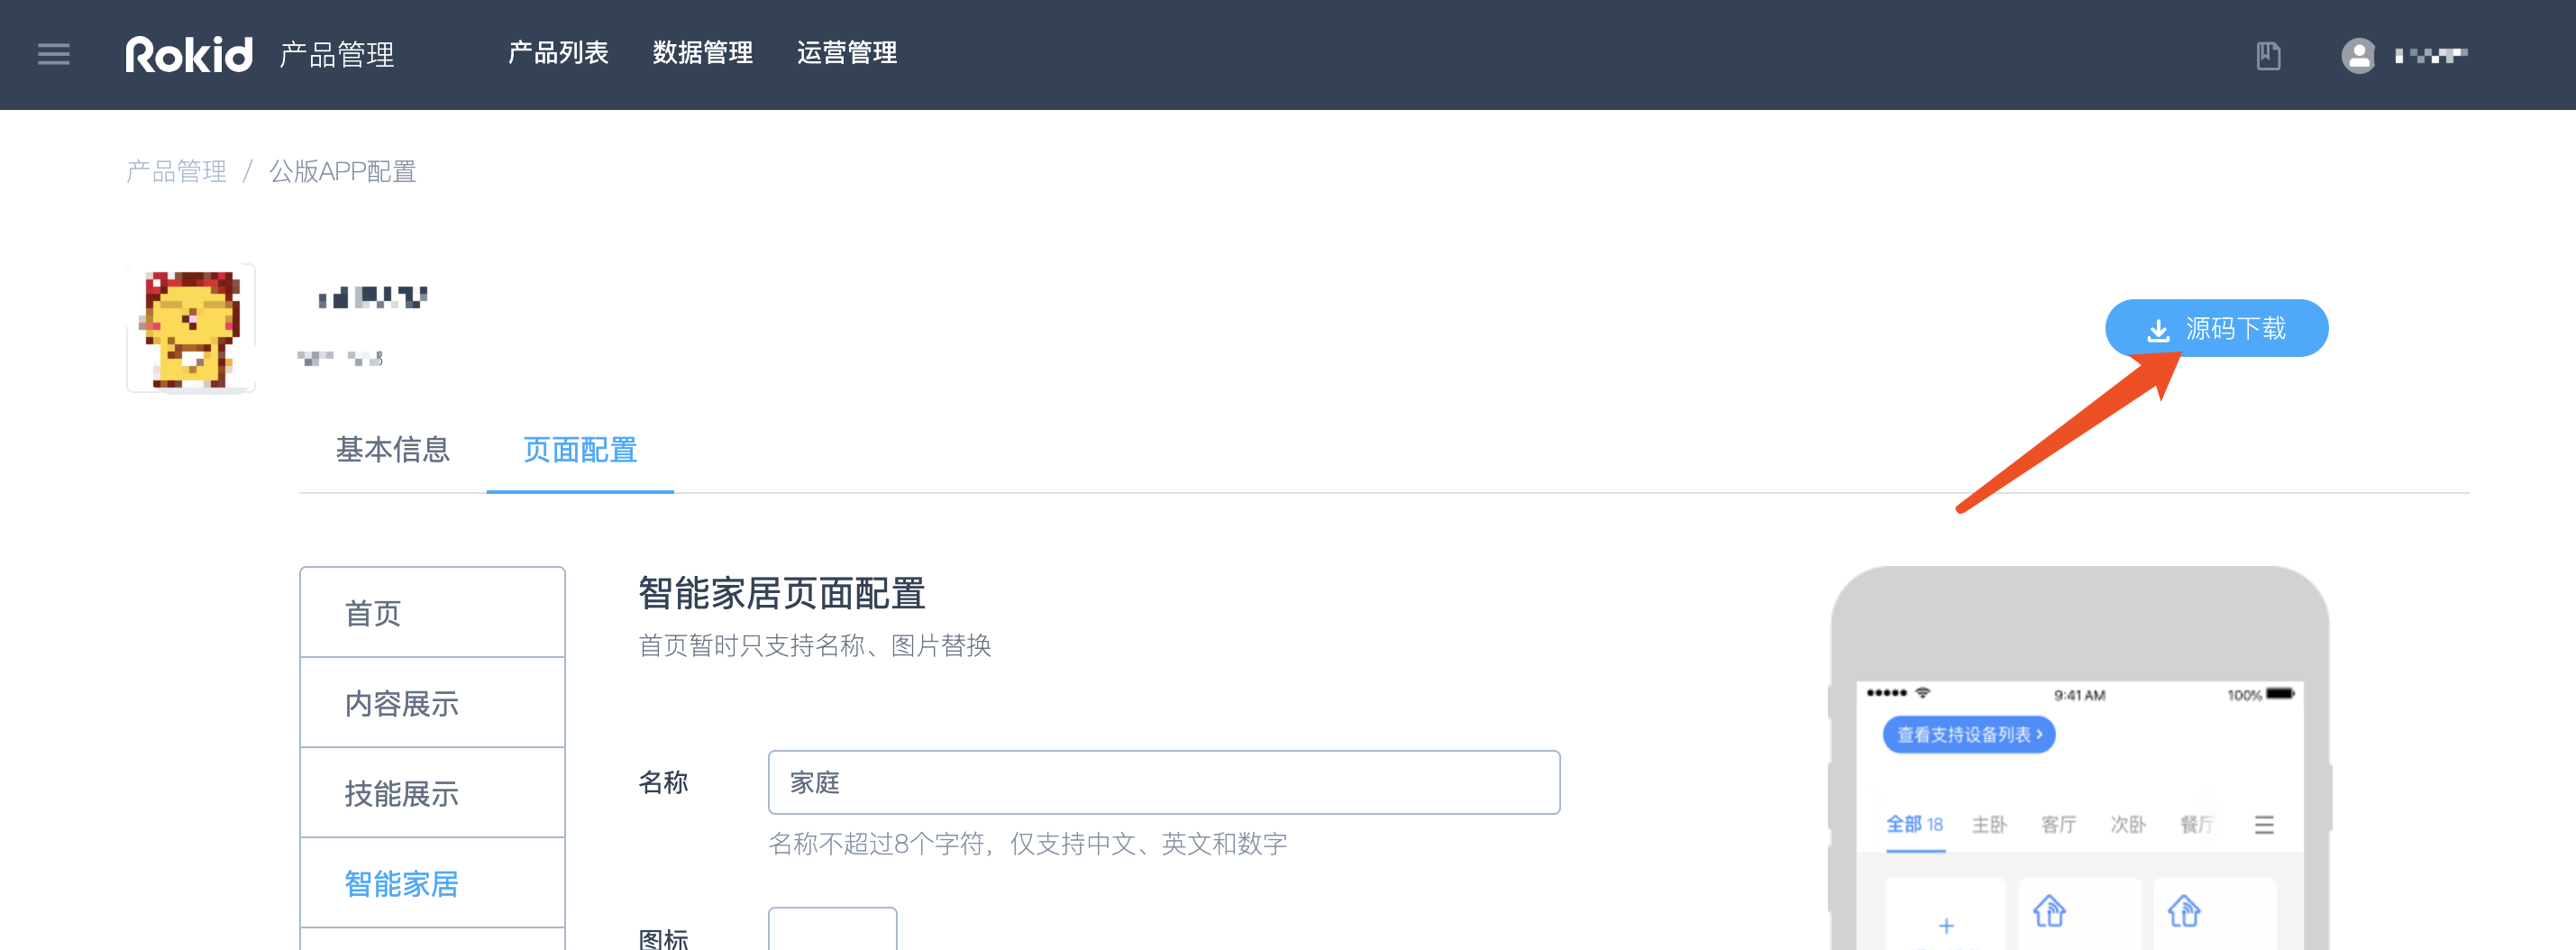 Rokid 产品管理 产品列表 数据管理 运营管理
产品管理 / 公版APP配置
源码下载
基本信息 页面配置
首页
内容展示
技能展示
智能家居
智能家居页面配置
首页暂时只支持名称、图片替换
名称 家庭
名称不超过8个字符，仅支持中文、英文和数字
图标
9:41 AM 100%
查看支持设备列表 ›
全部 18 主卧 客厅 次卧 餐厅